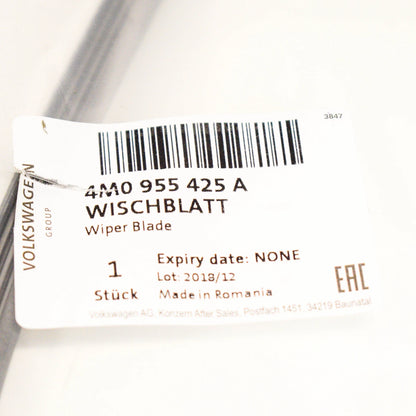 3847
VOLKSWAGEN
GROUP
4M0 955 425 A
WISCHBLATT
Wiper Blade
1
Stück
Expiry date: NONE
Lot: 2018/12
Made in Romania
EAC
Volkswagen AG, Konzern After Sales, Postfach 1451, 34219 Baunatal